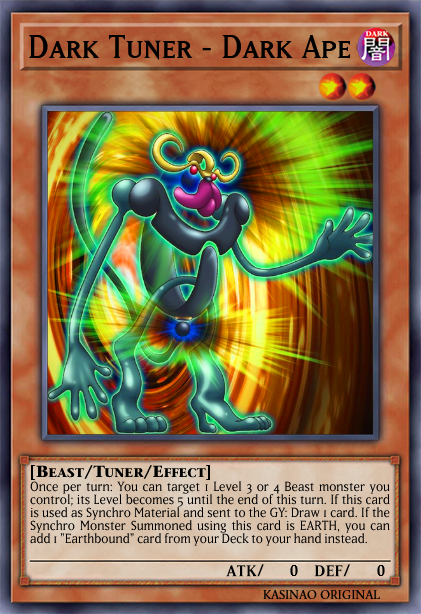 Dark Tuner - Dark Ape
DARK
闇
[Beast/Tuner/Effect]
Once per turn: You can target 1 Level 3 or 4 Beast monster you
control; its Level becomes 5 until the end of this turn. If this card
is used as Synchro Material and sent to the GY: Draw 1 card. If the
Synchro Monster Summoned using this card is EARTH, you can
add 1 "Earthbound" card from your Deck to your hand instead.
ATK/ 0 DEF/ 0
KASINAO ORIGINAL